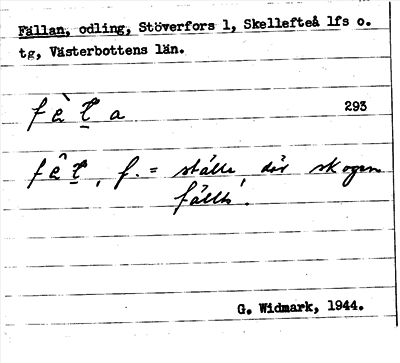 Fällan, odling, Stöverfors 1, Skellefteå lfs o.
tg, Västerbottens län.
293
f. = ställe, där skogen
fällts.
G. Widmark, 1944.